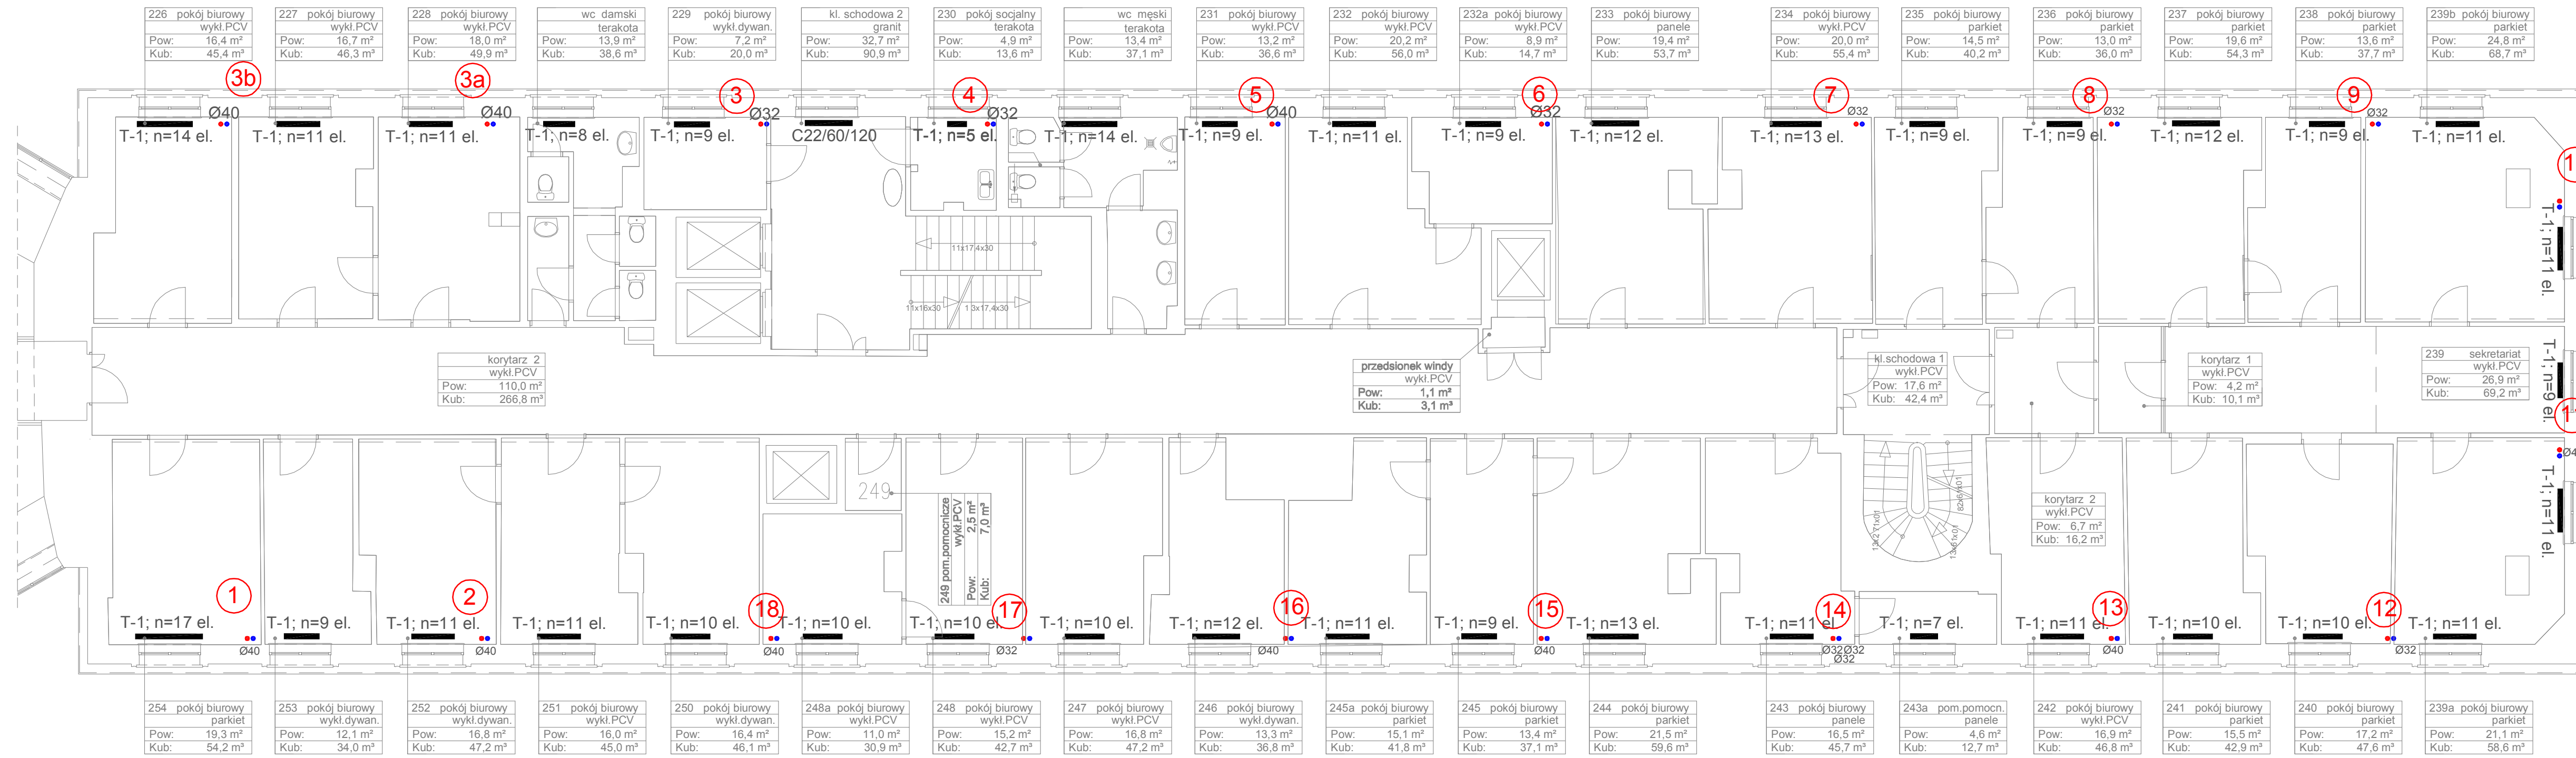 226 pokój biurowy
wykł.PCV
Pow: 16,4 m²
Kub: 45,4 m³
227 pokój biurowy
wykł.PCV
Pow: 16,7 m²
Kub: 46,3 m³
228 pokój biurowy
wykł.PCV
Pow: 18,0 m²
Kub: 49,9 m³
wc damski
terakota
Pow: 13,9 m²
Kub: 38,6 m³
229 pokój biurowy
wykł.dywan.
Pow: 7,2 m²
Kub: 20,0 m³
kl. schodowa 2
granit
Pow: 32,7 m²
Kub: 90,9 m³
230 pokój socjalny
terakota
Pow: 4,9 m²
Kub: 13,6 m³
wc męski
terakota
Pow: 13,4 m²
Kub: 37,1 m³
231 pokój biurowy
wykł.PCV
Pow: 13,2 m²
Kub: 36,6 m³
232 pokój biurowy
wykł.PCV
Pow: 20,2 m²
Kub: 56,0 m³
232a pokój biurowy
wykł.PCV
Pow: 8,9 m²
Kub: 14,7 m³
233 pokój biurowy
panele
Pow: 19,4 m²
Kub: 53,7 m³
234 pokój biurowy
wykł.PCV
Pow: 20,0 m²
Kub: 55,4 m³
235 pokój biurowy
parkiet
Pow: 14,5 m²
Kub: 40,2 m³
236 pokój biurowy
parkiet
Pow: 13,0 m²
Kub: 36,0 m³
237 pokój biurowy
parkiet
Pow: 19,6 m²
Kub: 54,3 m³
238 pokój biurowy
parkiet
Pow: 13,6 m²
Kub: 37,7 m³
239b pokój biurowy
parkiet
Pow: 24,8 m²
Kub: 68,7 m³
3b
3a
3
4
5
6
7
8
9
Ø40
Ø40
Ø32
Ø32
Ø40
Ø32
Ø32
Ø32
Ø32
T-1; n=14 el.
T-1; n=11 el.
T-1; n=11 el.
T-1; n=8 el.
T-1; n=9 el.
C22/60/120
T-1; n=5 el.
T-1; n=14 el.
T-1; n=9 el.
T-1; n=11 el.
T-1; n=9 el.
T-1; n=12 el.
T-1; n=13 el.
T-1; n=9 el.
T-1; n=9 el.
T-1; n=12 el.
T-1; n=9 el.
T-1; n=11 el.
T-1; n=11 el.
11x17,4x30
11x16x30
13x17,4x30
korytarz 2
wykł.PCV
Pow: 110,0 m²
Kub: 266,8 m³
przedsionek windy
wykł.PCV
Pow: 1,1 m²
Kub: 3,1 m³
kl.schodowa 1
wykł.PCV
Pow: 17,6 m²
Kub: 42,4 m³
korytarz 1
wykł.PCV
Pow: 4,2 m²
Kub: 10,1 m³
239 sekretariat
wykł.PCV
Pow: 26,9 m²
Kub: 69,2 m³
T-1; n=9 el.
249
249 pom.pomocnicze
wykł.PCV
Pow: 2,5 m²
Kub: 7,0 m³
korytarz 2
wykł.PCV
Pow: 6,7 m²
Kub: 16,2 m³
T-1; n=11 el.
1
2
18
17
16
15
14
13
12
T-1; n=17 el.
T-1; n=9 el.
T-1; n=11 el.
T-1; n=11 el.
T-1; n=10 el.
T-1; n=10 el.
T-1; n=10 el.
T-1; n=10 el.
T-1; n=12 el.
T-1; n=11 el.
T-1; n=9 el.
T-1; n=13 el.
T-1; n=11 el.
T-1; n=7 el.
T-1; n=11 el.
T-1; n=10 el.
T-1; n=10 el.
T-1; n=11 el.
Ø40
Ø40
Ø40
Ø32
Ø40
Ø40
Ø32Ø32
Ø32
Ø40
Ø32
254 pokój biurowy
parkiet
Pow: 19,3 m²
Kub: 54,2 m³
253 pokój biurowy
wykł.dywan.
Pow: 12,1 m²
Kub: 34,0 m³
252 pokój biurowy
wykł.dywan.
Pow: 16,8 m²
Kub: 47,2 m³
251 pokój biurowy
wykł.PCV
Pow: 16,0 m²
Kub: 45,0 m³
250 pokój biurowy
wykł.dywan.
Pow: 16,4 m²
Kub: 46,1 m³
248a pokój biurowy
wykł.PCV
Pow: 11,0 m²
Kub: 30,9 m³
248 pokój biurowy
wykł.PCV
Pow: 15,2 m²
Kub: 42,7 m³
247 pokój biurowy
wykł.PCV
Pow: 16,8 m²
Kub: 47,2 m³
246 pokój biurowy
wykł.dywan.
Pow: 13,3 m²
Kub: 36,8 m³
245a pokój biurowy
parkiet
Pow: 15,1 m²
Kub: 41,8 m³
245 pokój biurowy
parkiet
Pow: 13,4 m²
Kub: 37,1 m³
244 pokój biurowy
parkiet
Pow: 21,5 m²
Kub: 59,6 m³
243 pokój biurowy
panele
Pow: 16,5 m²
Kub: 45,7 m³
243a pom.pomocn.
panele
Pow: 4,6 m²
Kub: 12,7 m³
242 pokój biurowy
wykł.PCV
Pow: 16,9 m²
Kub: 46,8 m³
241 pokój biurowy
parkiet
Pow: 15,5 m²
Kub: 42,9 m³
240 pokój biurowy
parkiet
Pow: 17,2 m²
Kub: 47,6 m³
239a pokój biurowy
parkiet
Pow: 21,1 m²
Kub: 58,6 m³